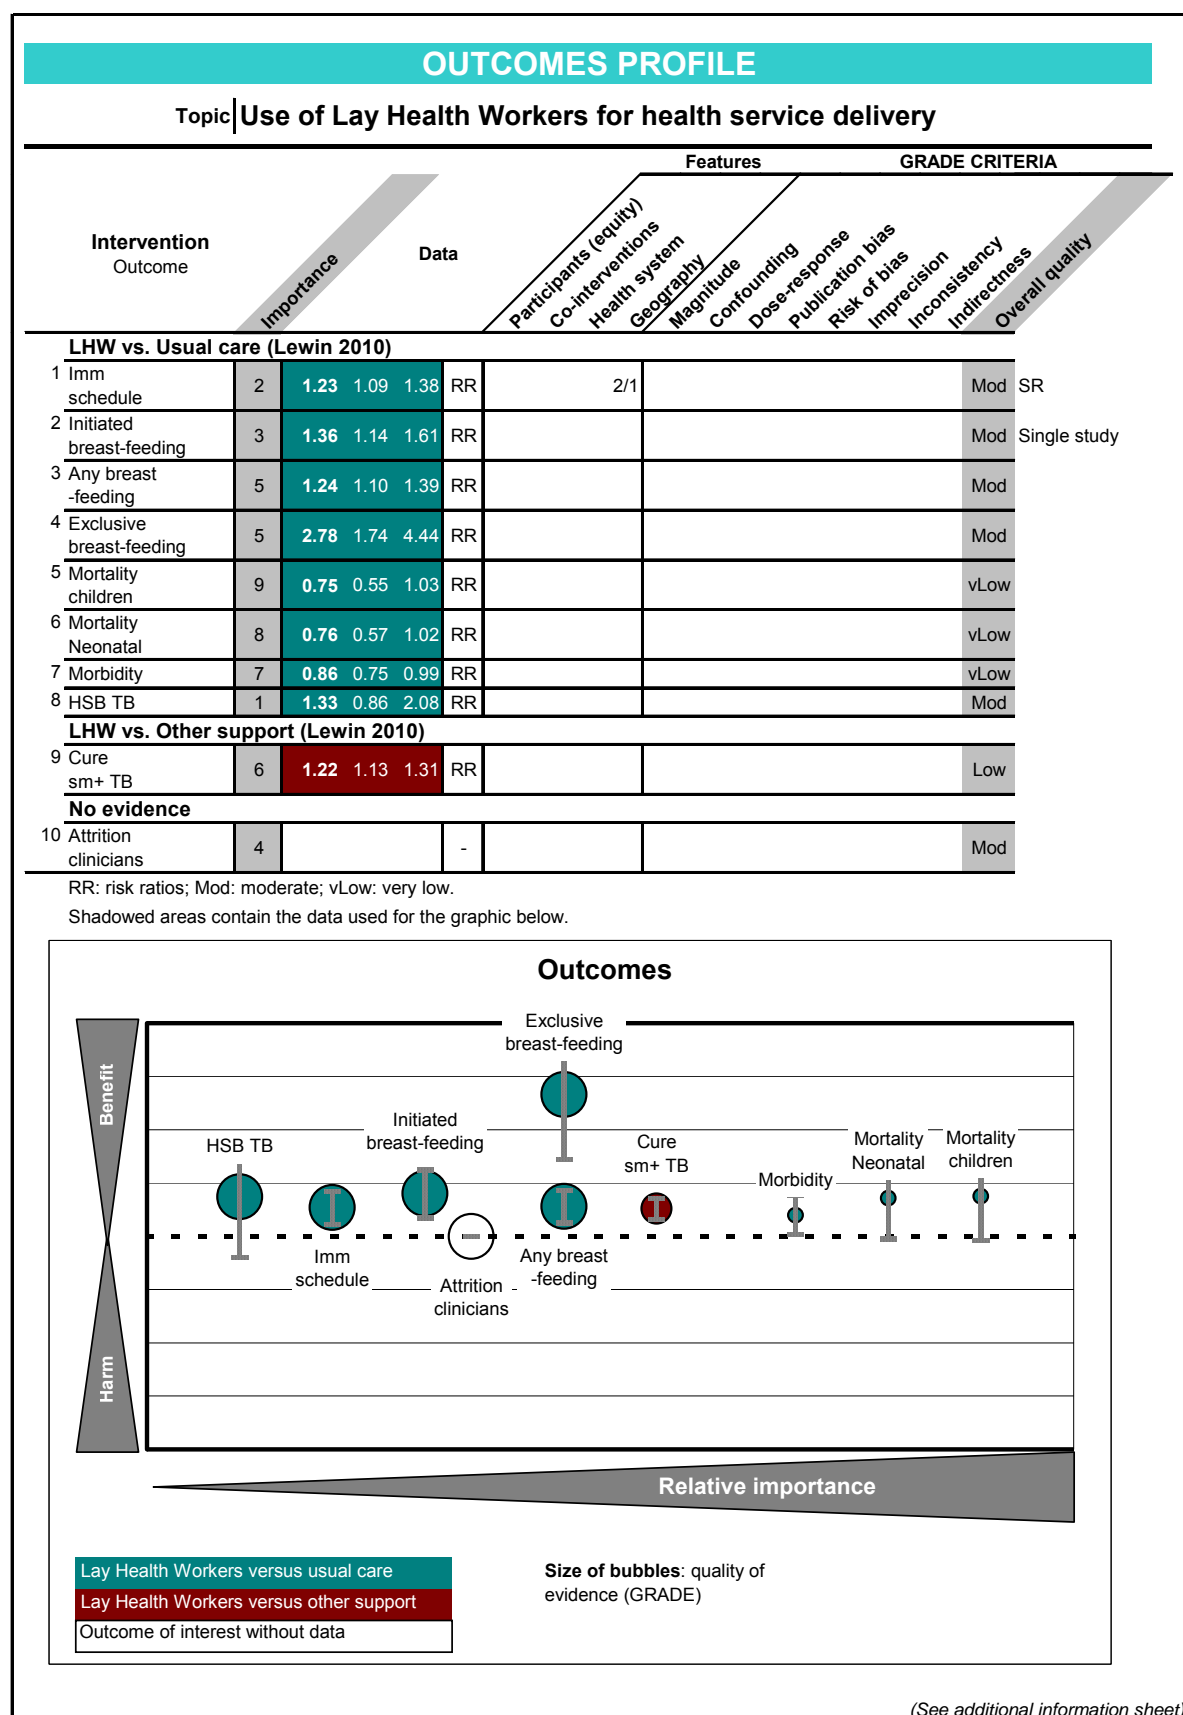 OUTCOMES PROFILE
Topic Use of Lay Health Workers for health service delivery
Features GRADE CRITERIA
Intervention
Outcome
Importance
Data
Participants (equity)
Co-interventions
Health system
Geography
Magnitude
Confounding
Dose-response
Publication bias
Risk of bias
Imprecision
Inconsistency
Indirectness
Overall quality
LHW vs. Usual care (Lewin 2010)
1 Imm schedule 2 1.23 1.09 1.38 RR 2/1 Mod SR
2 Initiated breast-feeding 3 1.36 1.14 1.61 RR Mod Single study
3 Any breast -feeding 5 1.24 1.10 1.39 RR Mod
4 Exclusive breast-feeding 5 2.78 1.74 4.44 RR Mod
5 Mortality children 9 0.75 0.55 1.03 RR vLow
6 Mortality Neonatal 8 0.76 0.57 1.02 RR vLow
7 Morbidity 7 0.86 0.75 0.99 RR vLow
8 HSB TB 1 1.33 0.86 2.08 RR Mod
LHW vs. Other support (Lewin 2010)
9 Cure sm+ TB 6 1.22 1.13 1.31 RR Low
No evidence
10 Attrition clinicians 4 - Mod
RR: risk ratios; Mod: moderate; vLow: very low.
Shadowed areas contain the data used for the graphic below.
Outcomes
Benefit
Harm
Exclusive
breast-feeding
Initiated
breast-feeding
HSB TB
Cure
sm+ TB
Mortality
Neonatal
Mortality
children
Morbidity
Imm
schedule
Any breast
-feeding
Attrition
clinicians
Relative importance
Lay Health Workers versus usual care
Lay Health Workers versus other support
Outcome of interest without data
Size of bubbles: quality of
evidence (GRADE)
(See additional information sheet)